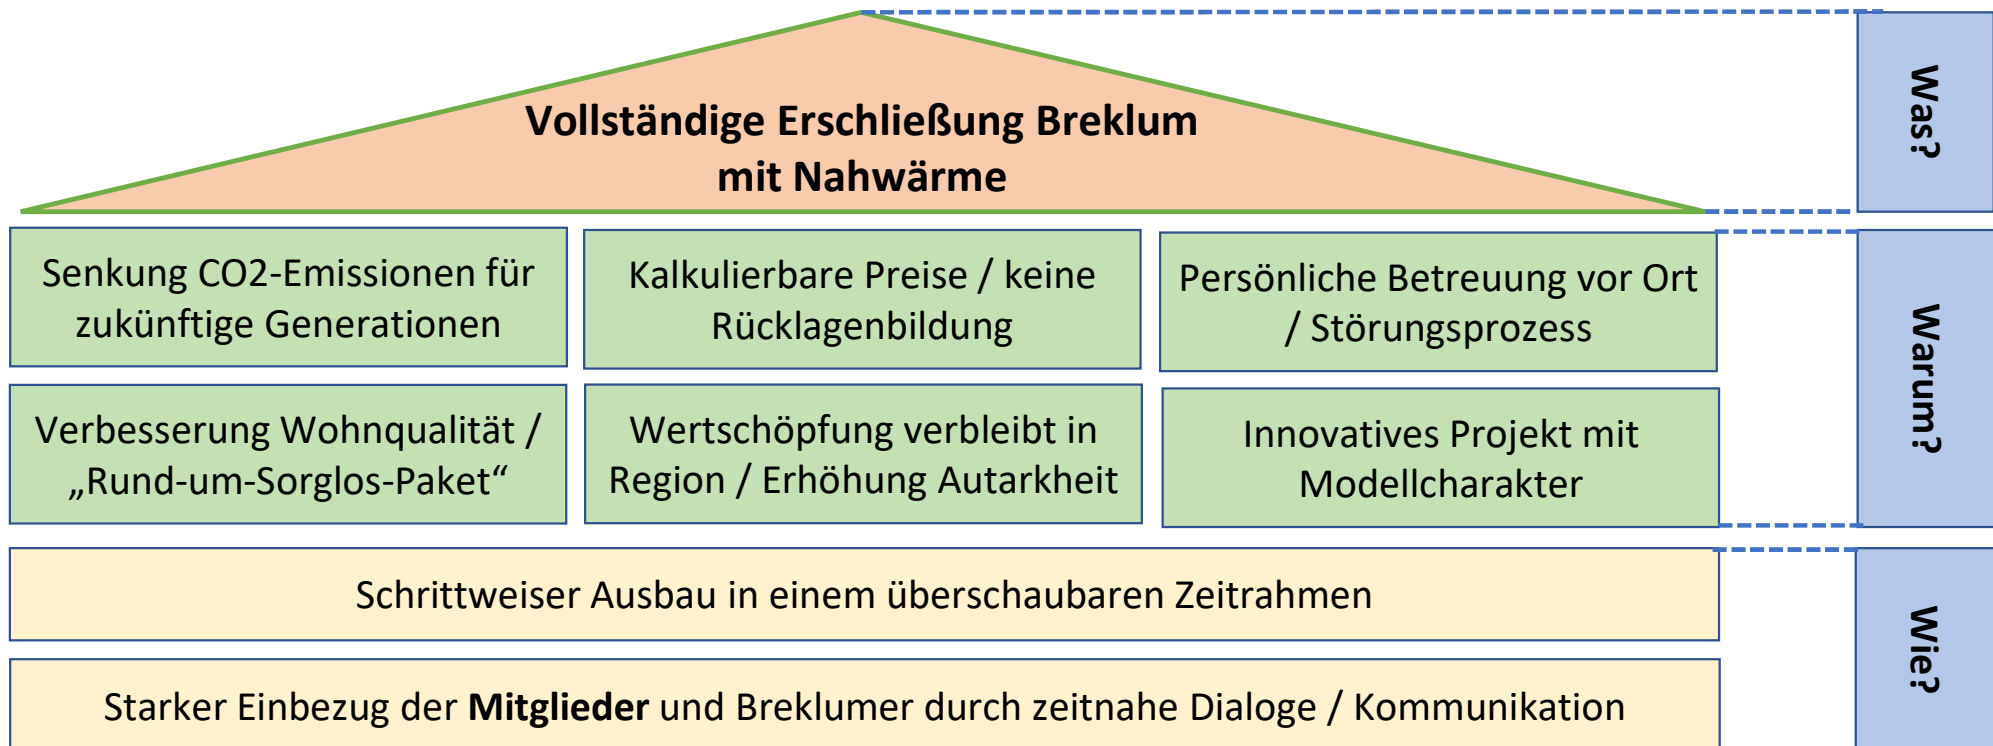 Vollständige Erschließung Breklum
mit Nahwärme
Was?
Senkung CO2-Emissionen für
zukünftige Generationen
Kalkulierbare Preise / keine
Rücklagenbildung
Persönliche Betreuung vor Ort
/ Störungsprozess
Verbesserung Wohnqualität /
„Rund-um-Sorglos-Paket“
Wertschöpfung verbleibt in
Region / Erhöhung Autarkheit
Innovatives Projekt mit
Modellcharakter
Warum?
Schrittweiser Ausbau in einem überschaubaren Zeitrahmen
Starker Einbezug der Mitglieder und Breklumer durch zeitnahe Dialoge / Kommunikation
Wie?